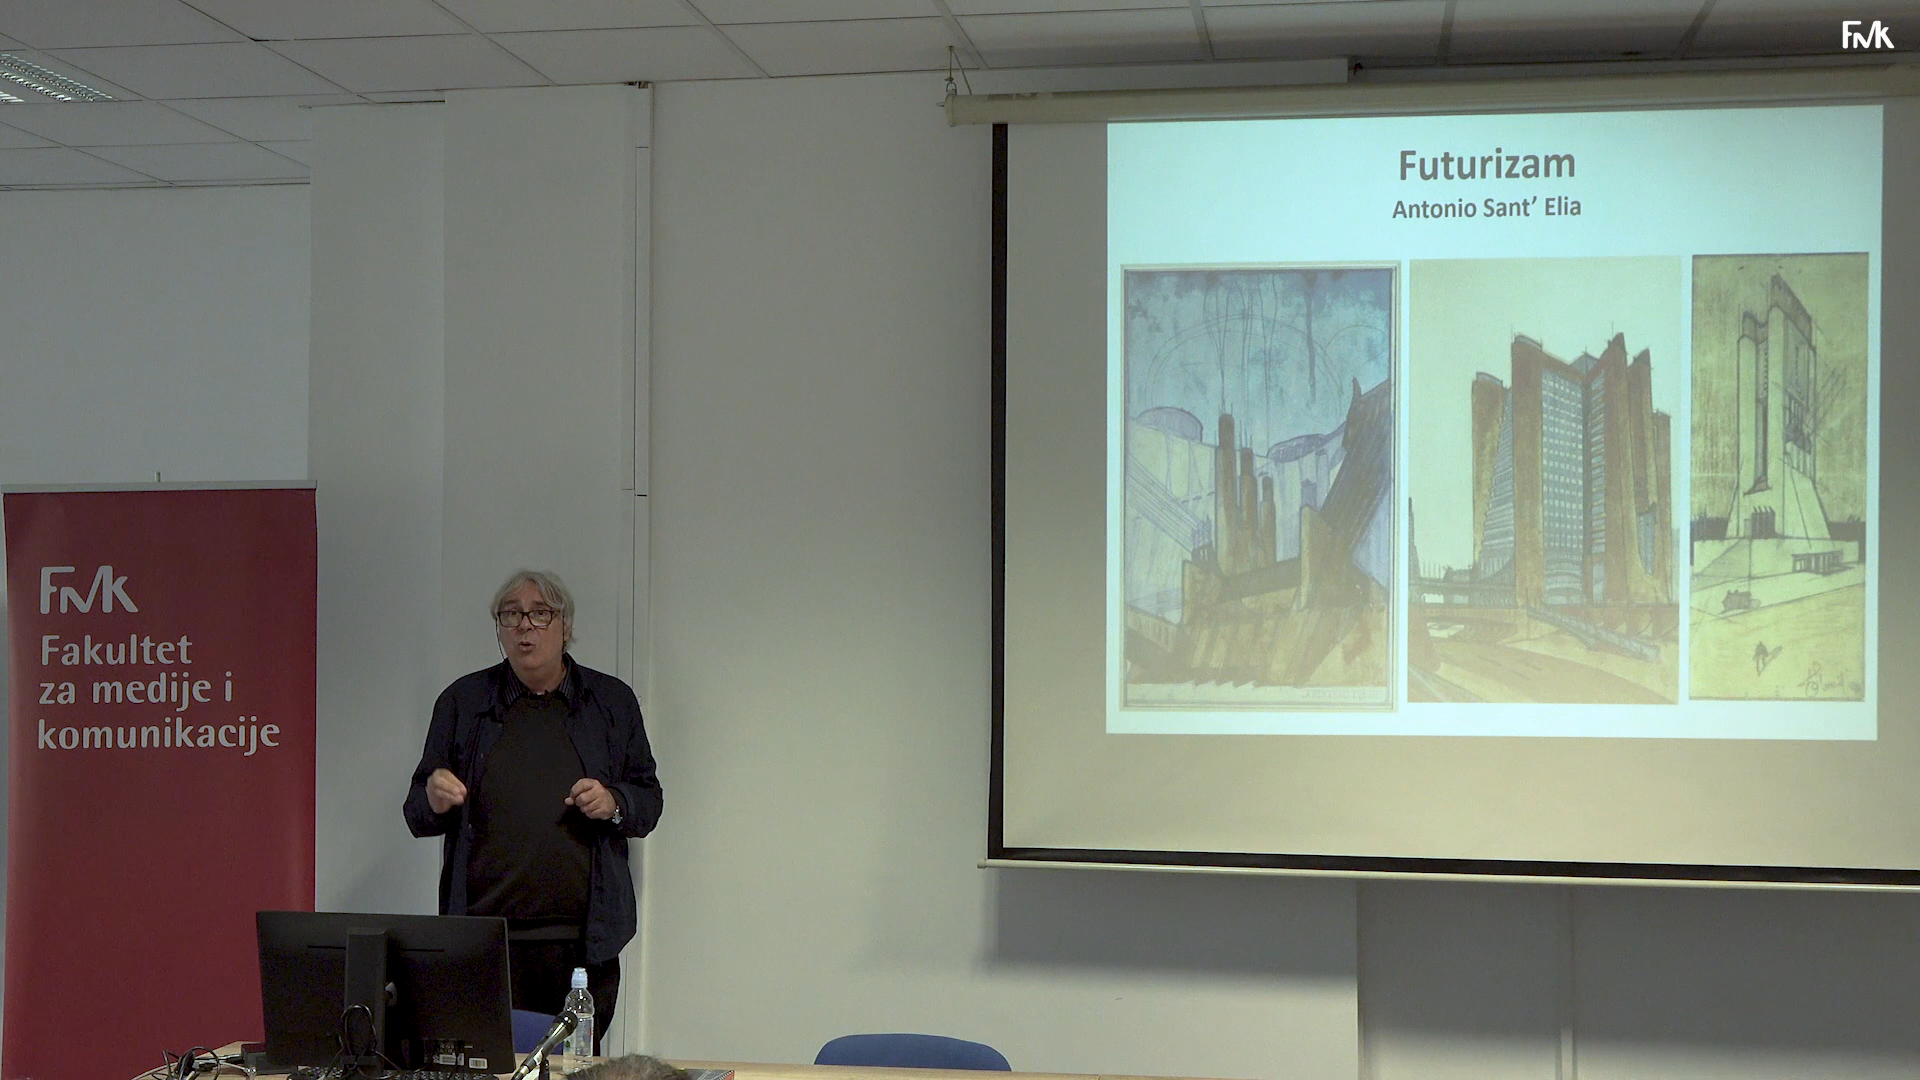 FMK
Futurizam
Antonio Sant’ Elia
FMK
Fakultet
za medije i
komunikacije